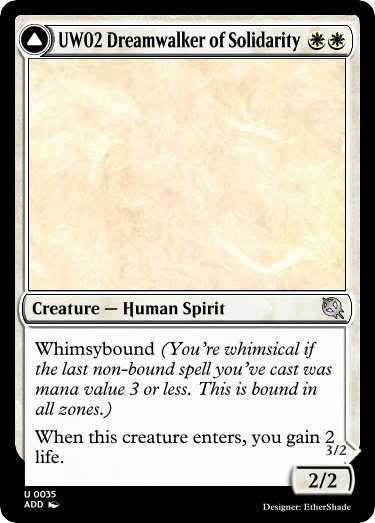 UW02 Dreamwalker of Solidarity
Creature — Human Spirit
Whimsybound (You're whimsical if
the last non-bound spell you've cast was
mana value 3 or less. This is bound in
all zones.)
When this creature enters, you gain 2
life.
3/2
2/2
U 0035
ADD
Designer: EtherShade